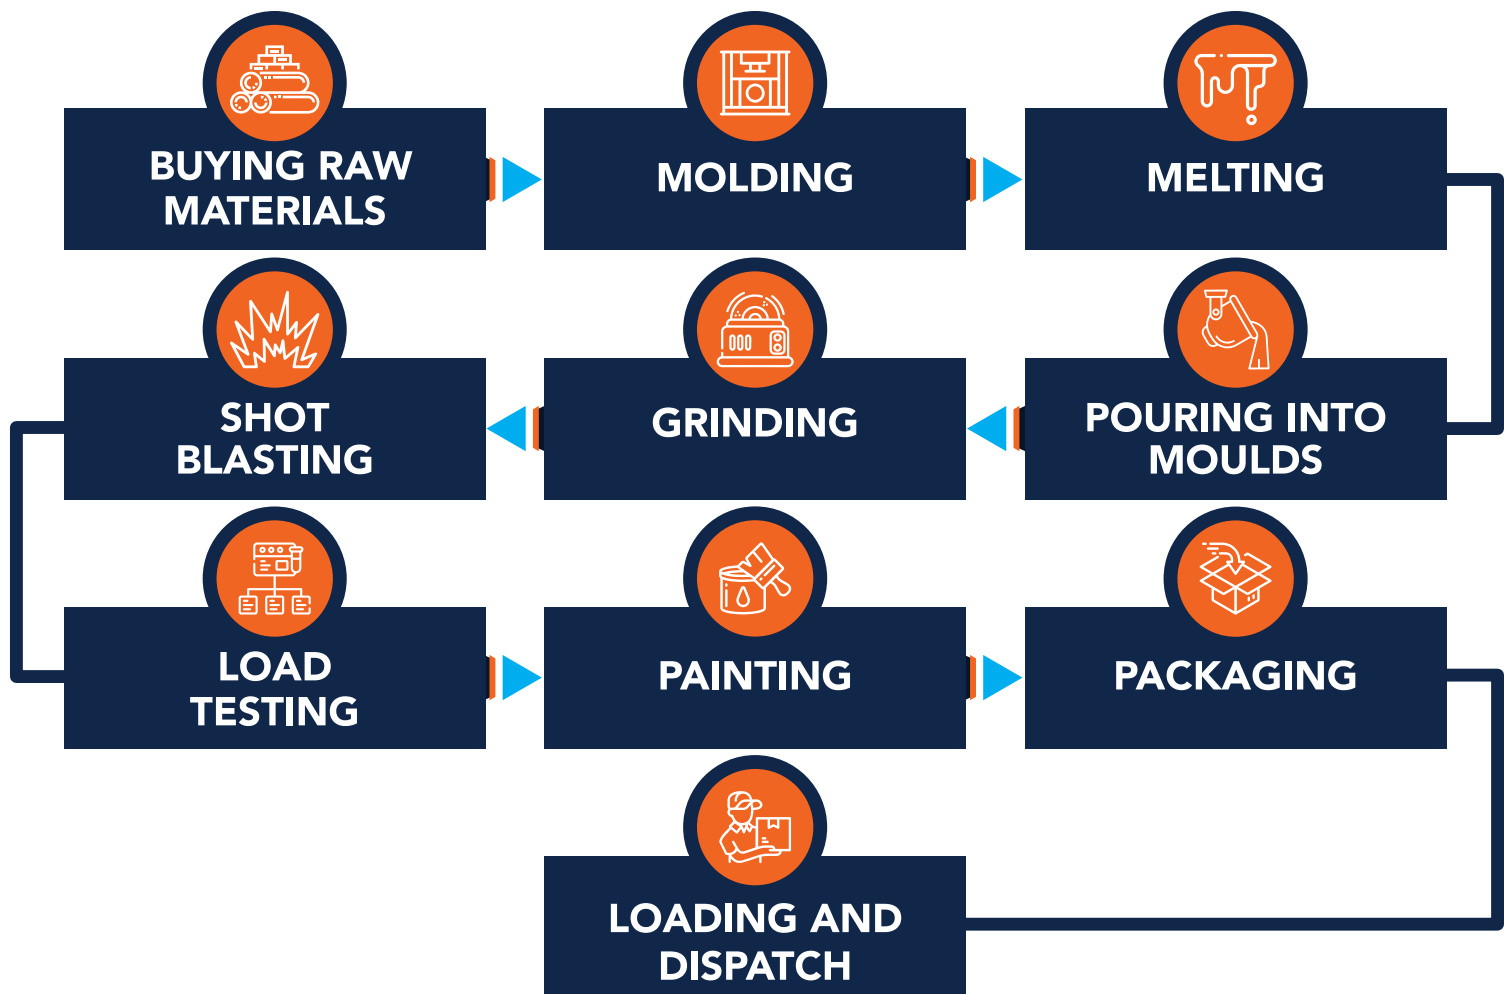 BUYING RAW
MATERIALS
MOLDING
MELTING
POURING INTO
MOULDS
GRINDING
SHOT
BLASTING
LOAD
TESTING
PAINTING
PACKAGING
LOADING AND
DISPATCH